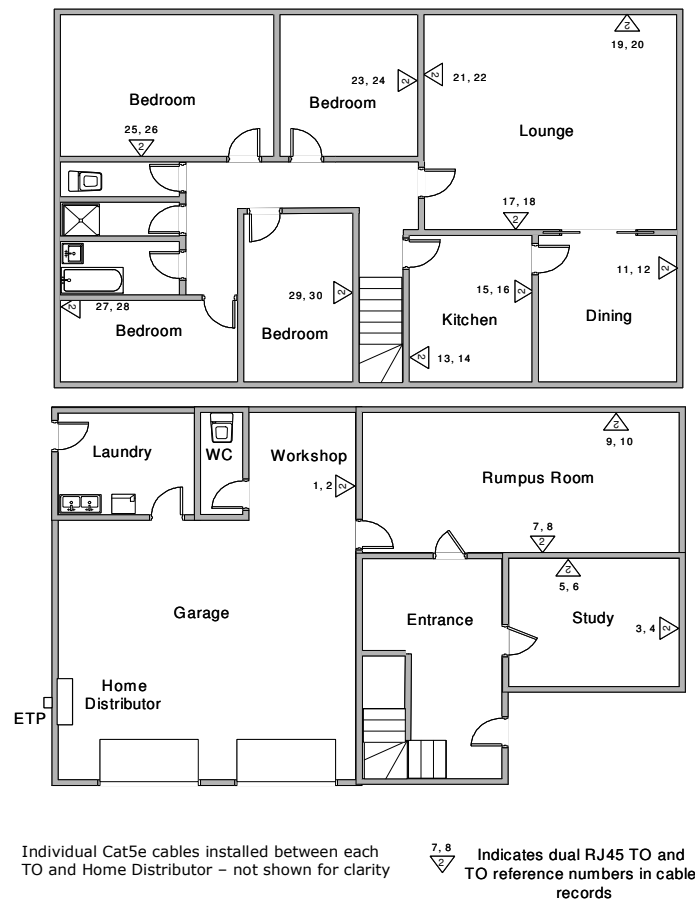 19, 20
23, 24
2
2
21, 22
Bedroom
Bedroom
25, 26
2
Lounge
17, 18
2
11, 12
2
15, 16
2
29, 30
2
27, 28
2
Bedroom
Bedroom
Kitchen
Dining
13, 14
2
2
9, 10
Laundry
WC
Workshop
1, 2
2
Rumpus Room
7, 8
2
2
5, 6
Garage
Entrance
Study
3, 4
2
Home
Distributor
ETP
Individual Cat5e cables installed between each
TO and Home Distributor – not shown for clarity
7, 8
2
Indicates dual RJ45 TO and
TO reference numbers in cable
records